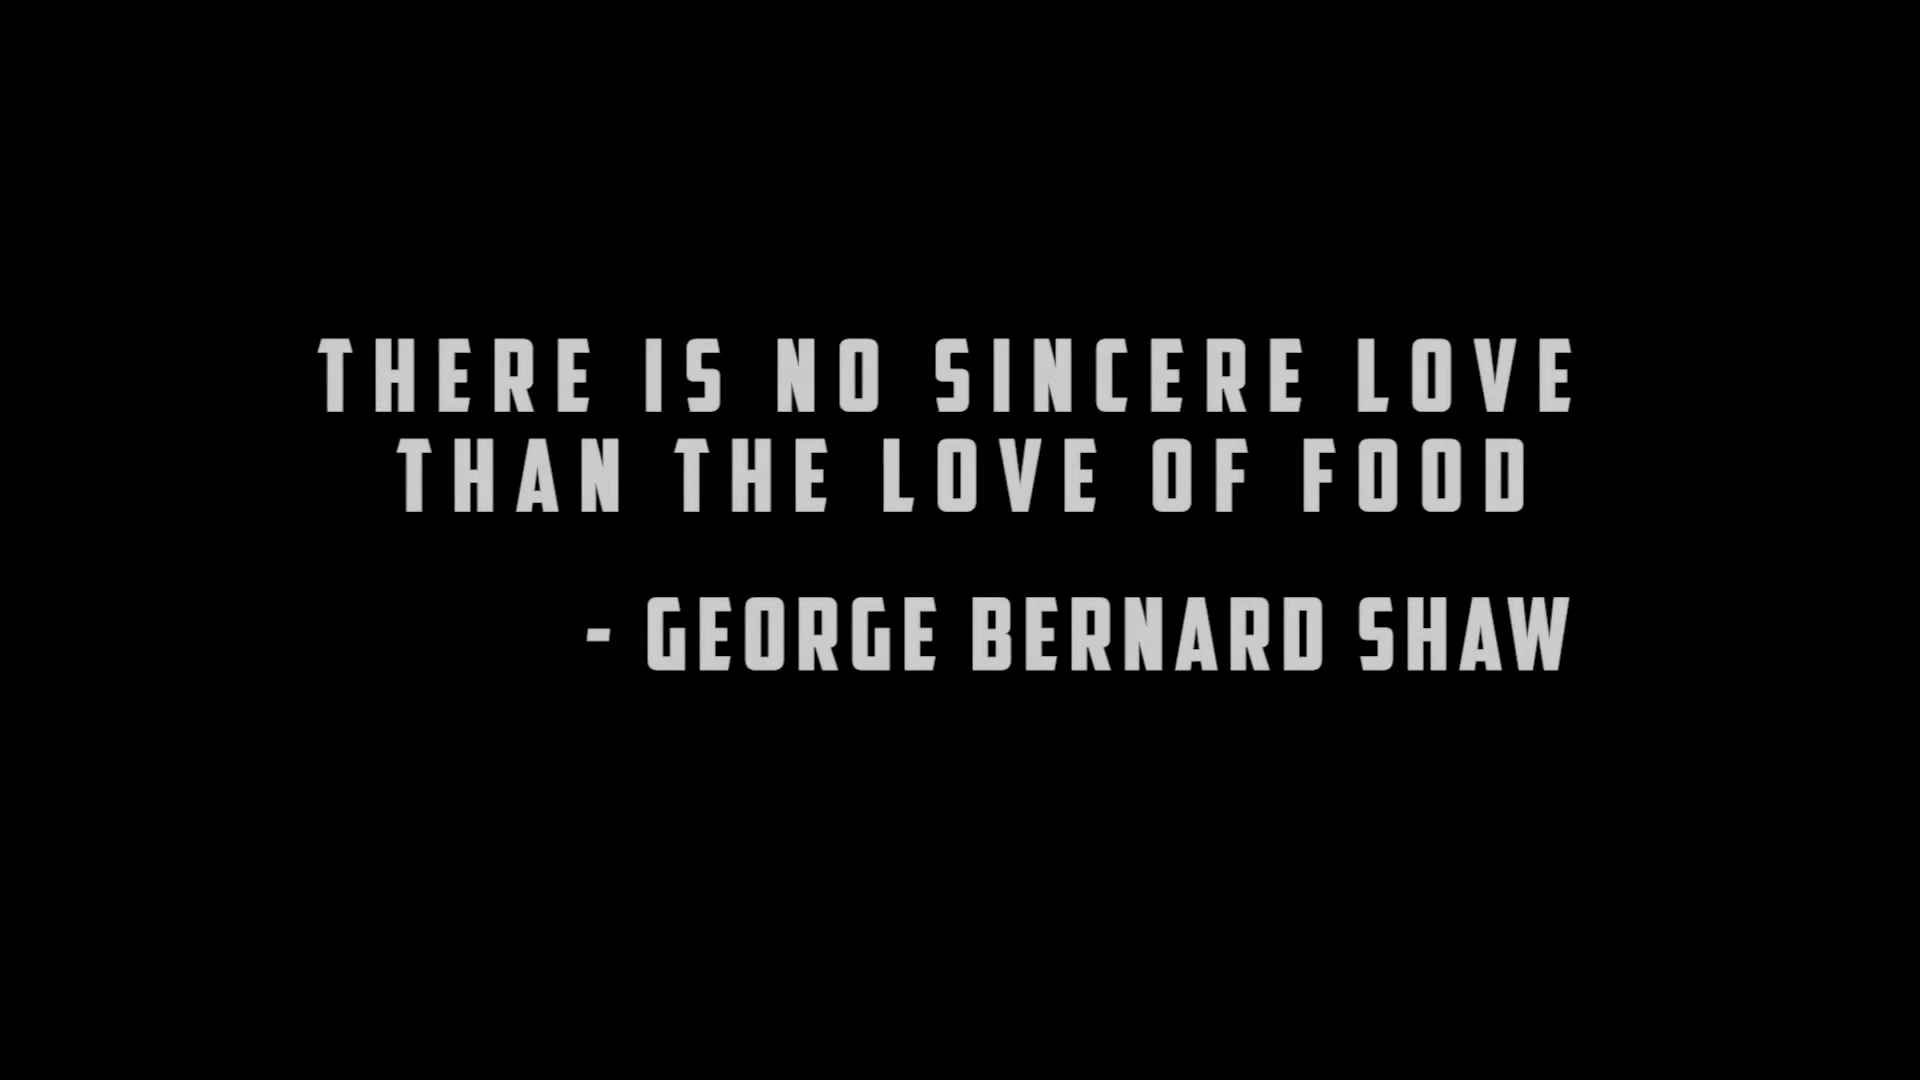 THERE IS NO SINCERE LOVE
THAN THE LOVE OF FOOD
- GEORGE BERNARD SHAW